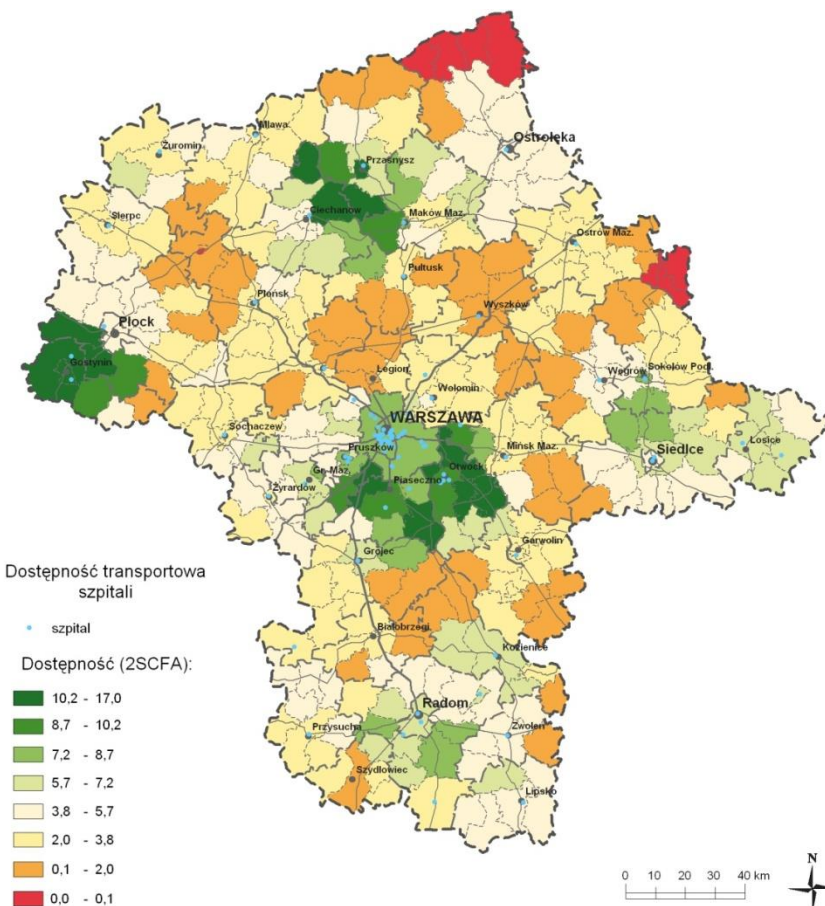 Ostrołęka
Mława
Żuromin
Przasnysz
Ciechanów
Sierpc
Maków Maz.
Ostrów Maz.
Pułtusk
Płońsk
Wyszków
Płock
Gostynin
Legion.
Węgrów
Sokołów Podl.
Wołomin
WARSZAWA
Sochaczew
Łosice
Siedlce
Pruszków
Mińsk Maz.
Otwock
Gr. Maz.
Piaseczno
Żyrardów
Garwolin
Grójec
Białobrzegi
Kozienice
Radom
Przysucha
Zwoleń
Szydłowiec
Lipsko
Dostępność transportowa
szpitali
szpital
Dostępność (2SCFA):
10,2 - 17,0
8,7 - 10,2
7,2 - 8,7
5,7 - 7,2
3,8 - 5,7
2,0 - 3,8
0,1 - 2,0
0,0 - 0,1
0 10 20 30 40 km
N